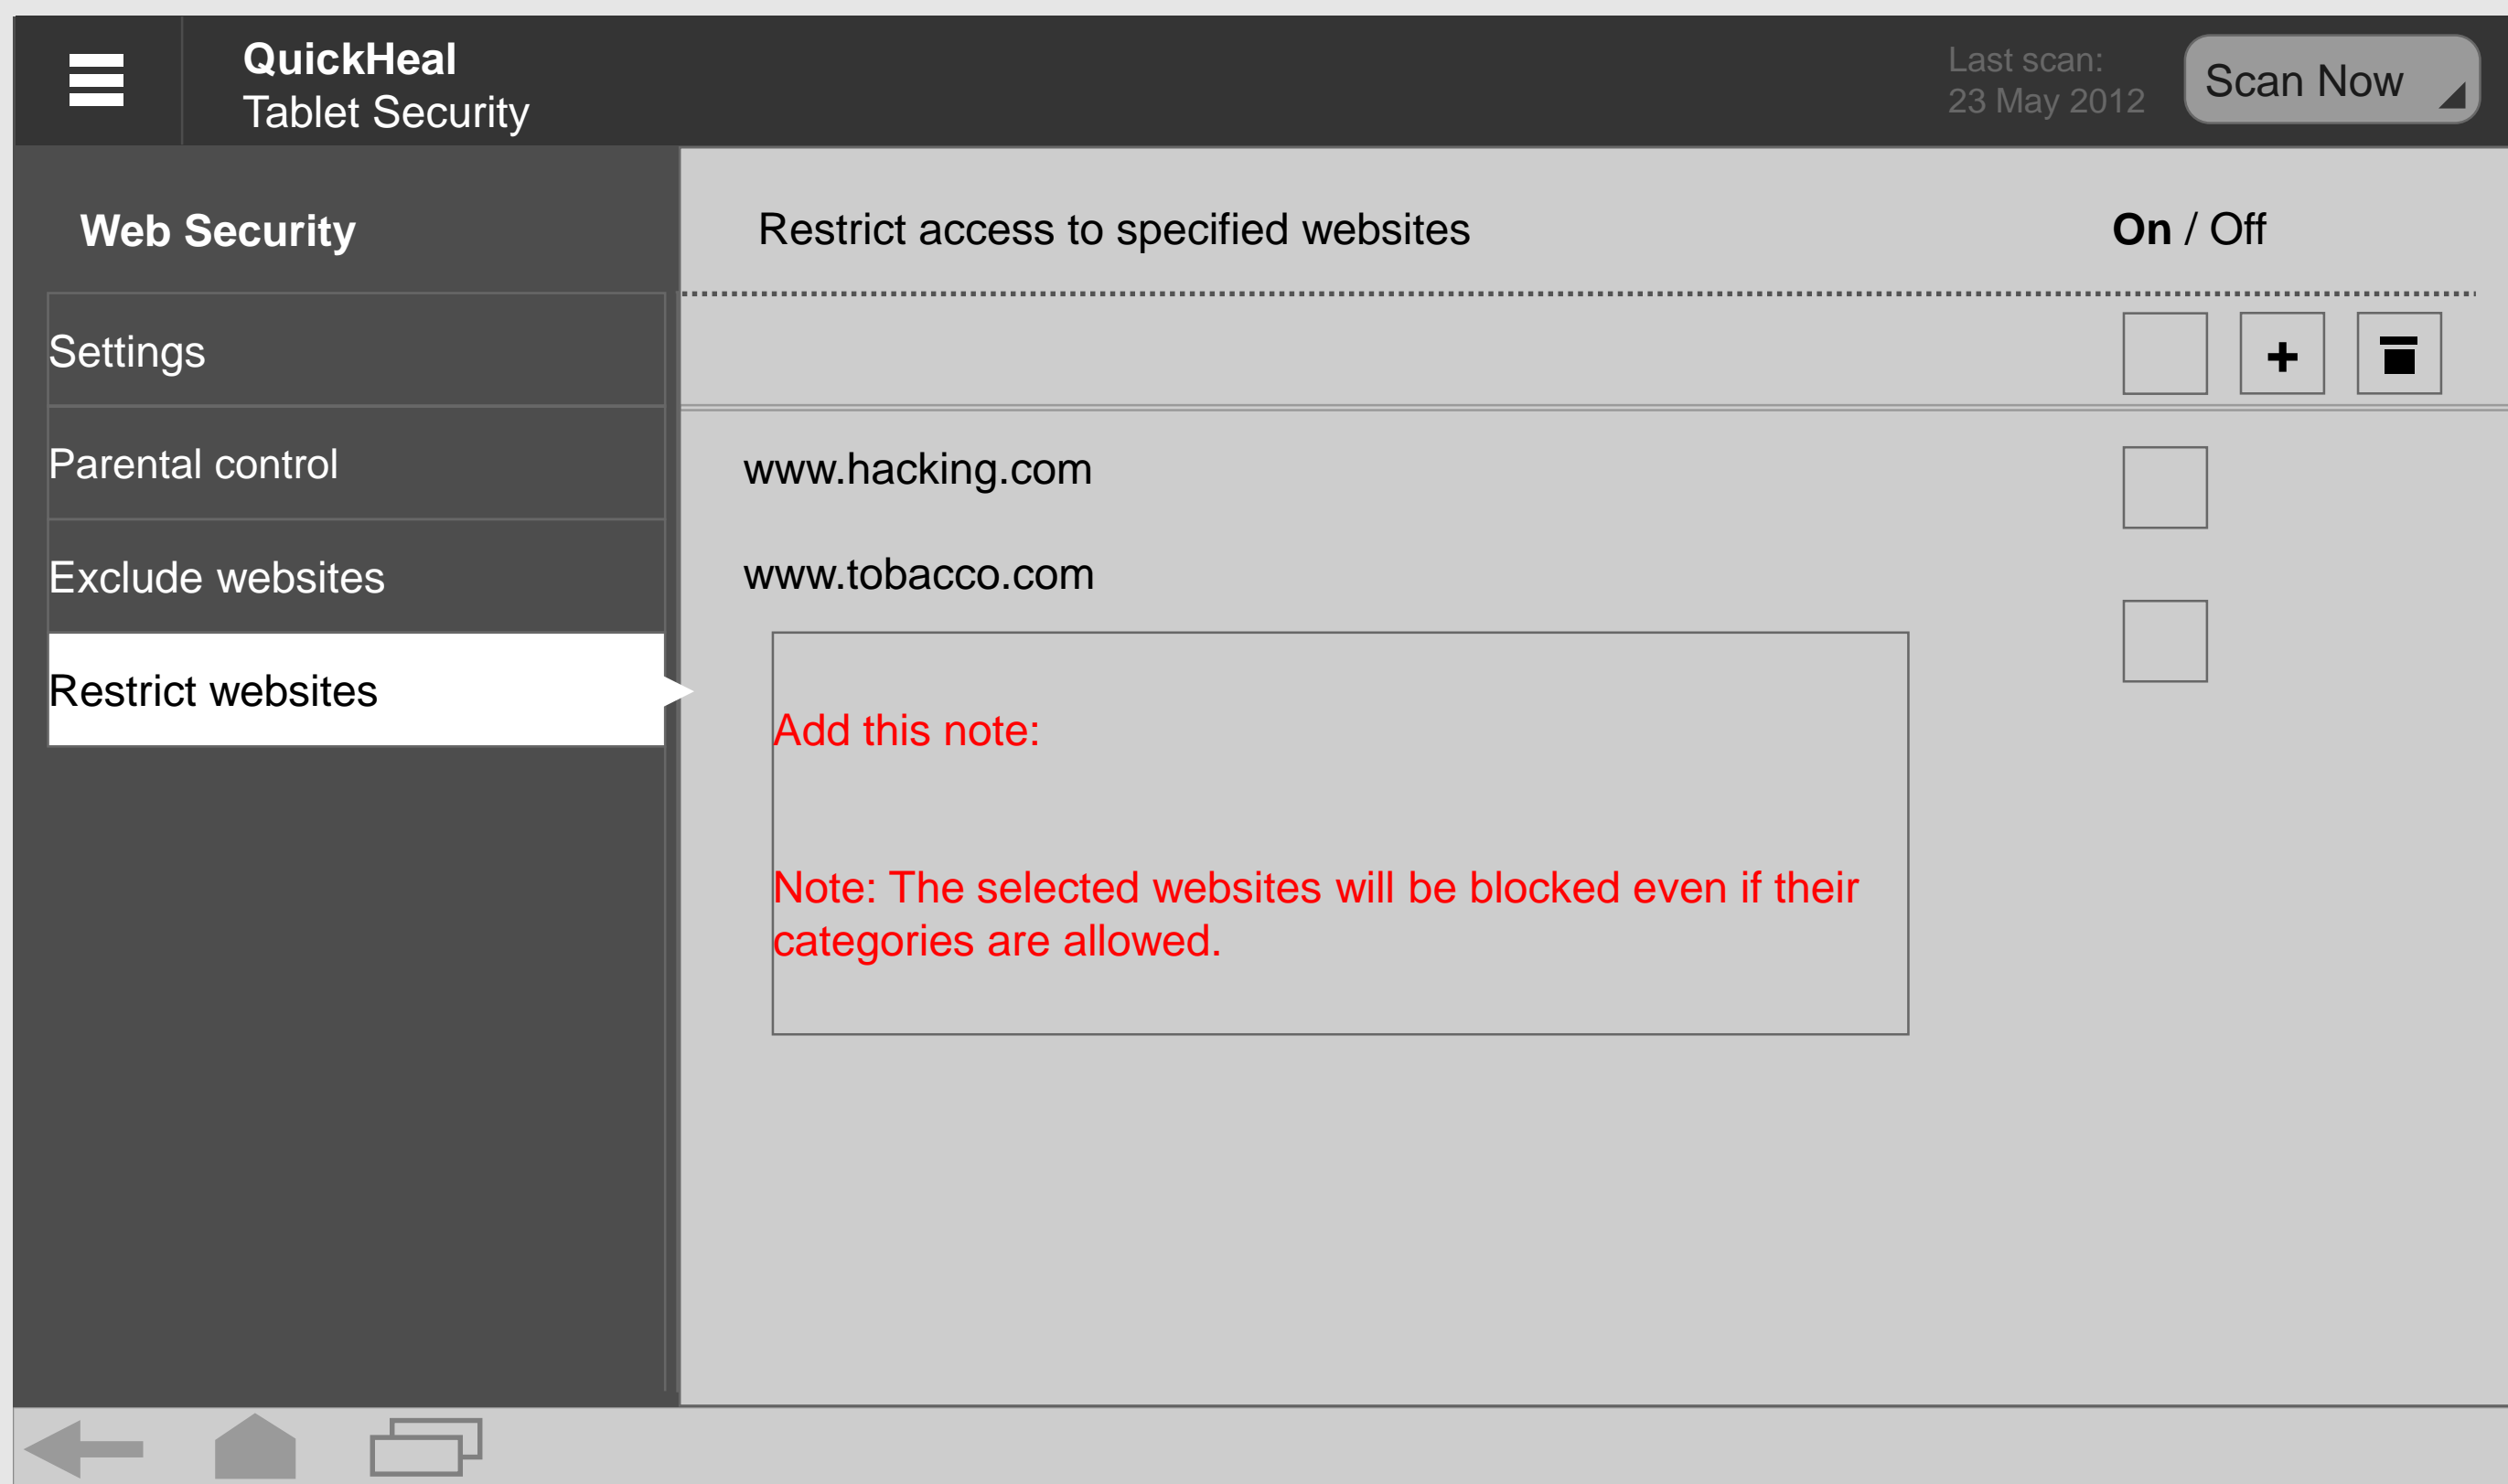 QuickHeal
Tablet Security
Last scan:
23 May 2012
Scan Now
Web Security
Settings
Parental control
Exclude websites
Restrict websites
Restrict access to specified websites
On / Off
+
www.hacking.com
www.tobacco.com
Add this note:
Note: The selected websites will be blocked even if their
categories are allowed.